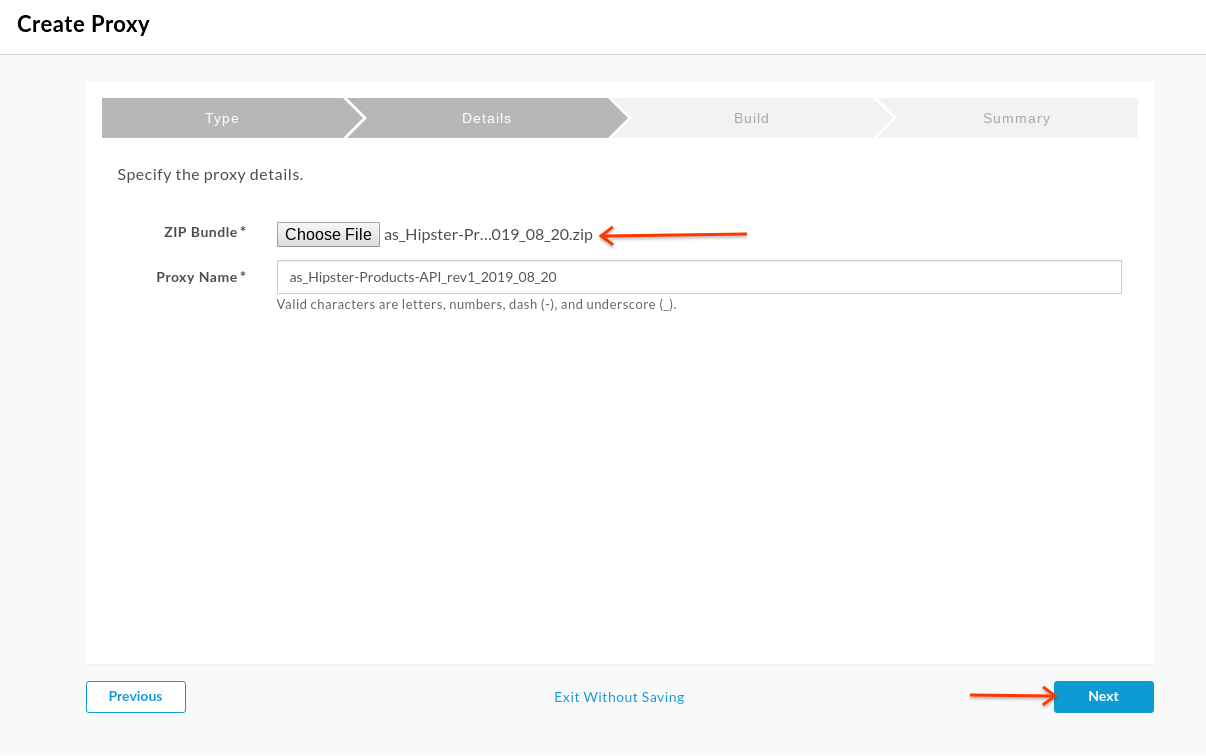 Create Proxy
Type Details Build Summary
Specify the proxy details.
ZIP Bundle* Choose File as_Hipster-Pr...019_08_20.zip
Proxy Name* as_Hipster-Products-API_rev1_2019_08_20
Valid characters are letters, numbers, dash (-), and underscore (_).
Previous Exit Without Saving Next